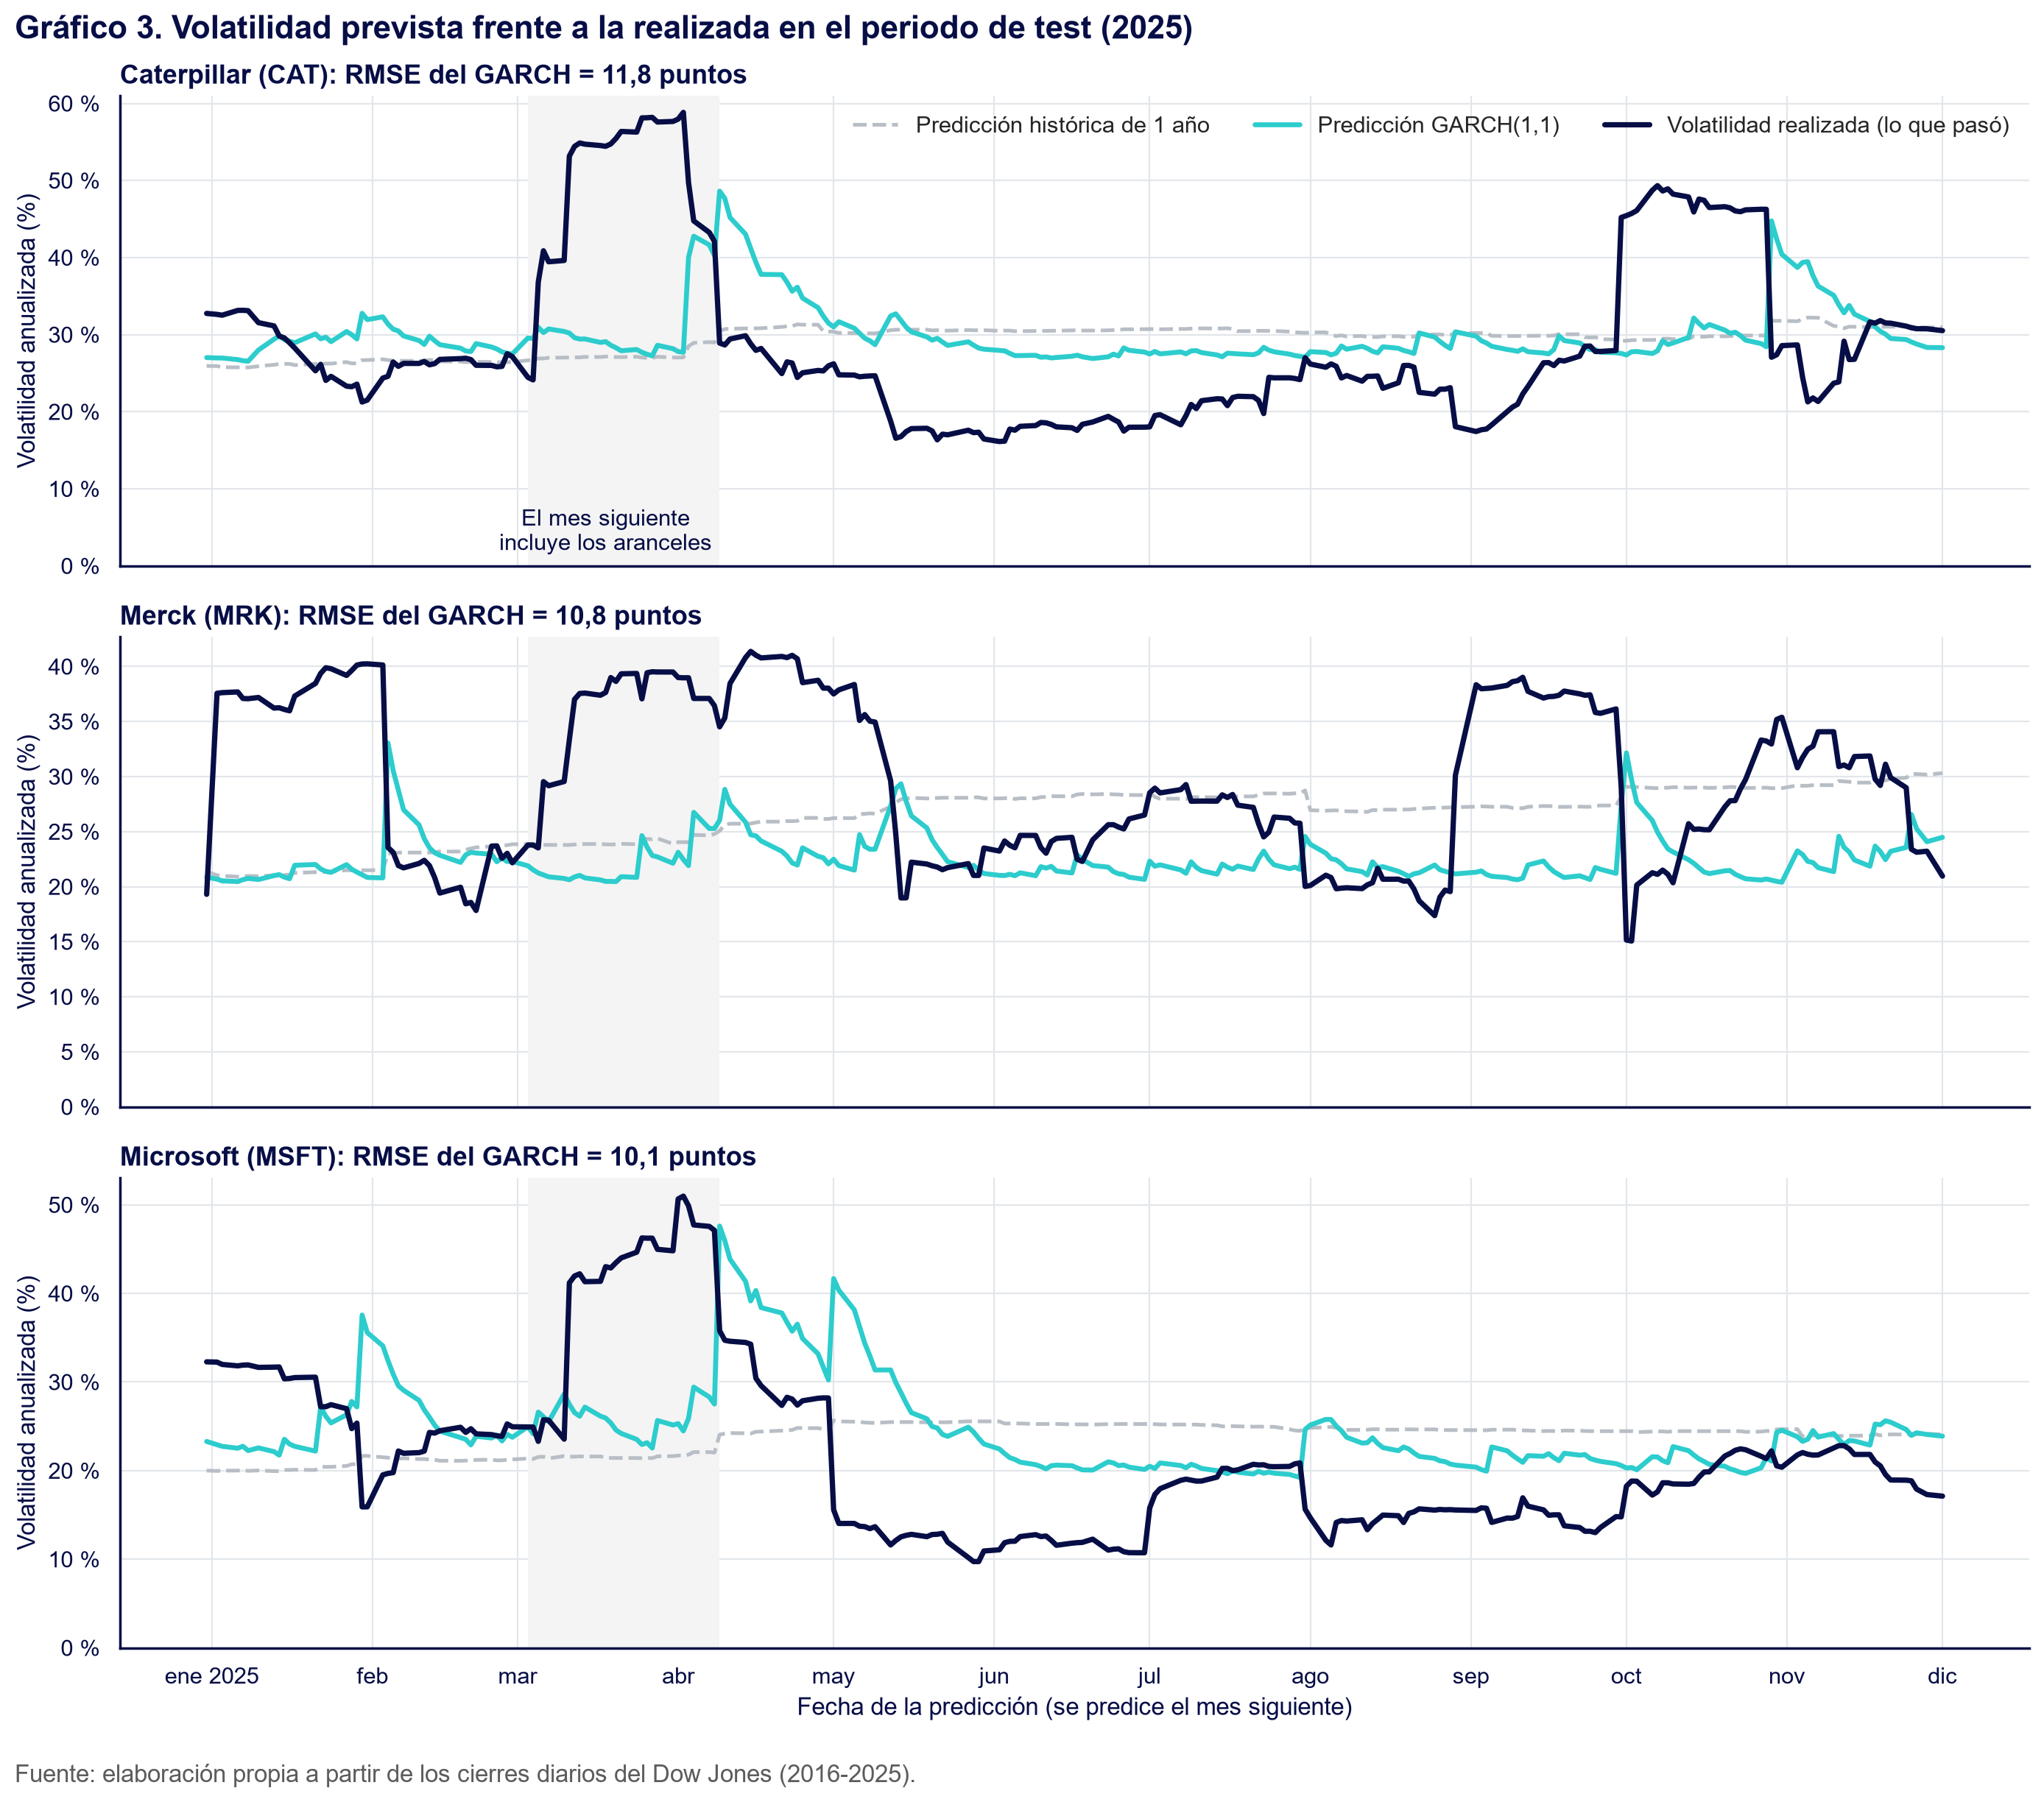 Gráfico 3. Volatilidad prevista frente a la realizada en el periodo de test (2025)
Caterpillar (CAT): RMSE del GARCH = 11,8 puntos
Volatilidad anualizada (%)
60 %
50 %
40 %
30 %
20 %
10 %
0 %
Predicción histórica de 1 año
Predicción GARCH(1,1)
Volatilidad realizada (lo que pasó)
El mes siguiente
incluye los aranceles
Merck (MRK): RMSE del GARCH = 10,8 puntos
Volatilidad anualizada (%)
40 %
35 %
30 %
25 %
20 %
15 %
10 %
5 %
0 %
Microsoft (MSFT): RMSE del GARCH = 10,1 puntos
Volatilidad anualizada (%)
50 %
40 %
30 %
20 %
10 %
0 %
ene 2025 feb mar abr may jun jul ago sep oct nov dic
Fecha de la predicción (se predice el mes siguiente)
Fuente: elaboración propia a partir de los cierres diarios del Dow Jones (2016-2025).